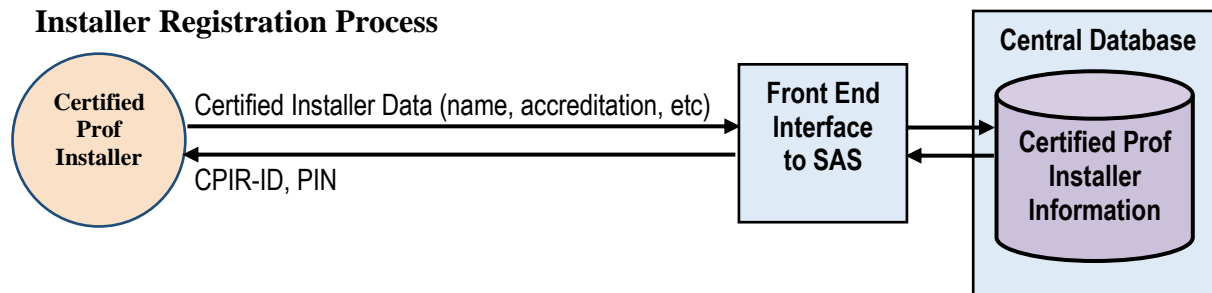 Installer Registration Process
Certified
Prof
Installer
Certified Installer Data (name, accreditation, etc)
CPIR-ID, PIN
Front End
Interface
to SAS
Central Database
Certified Prof
Installer
Information